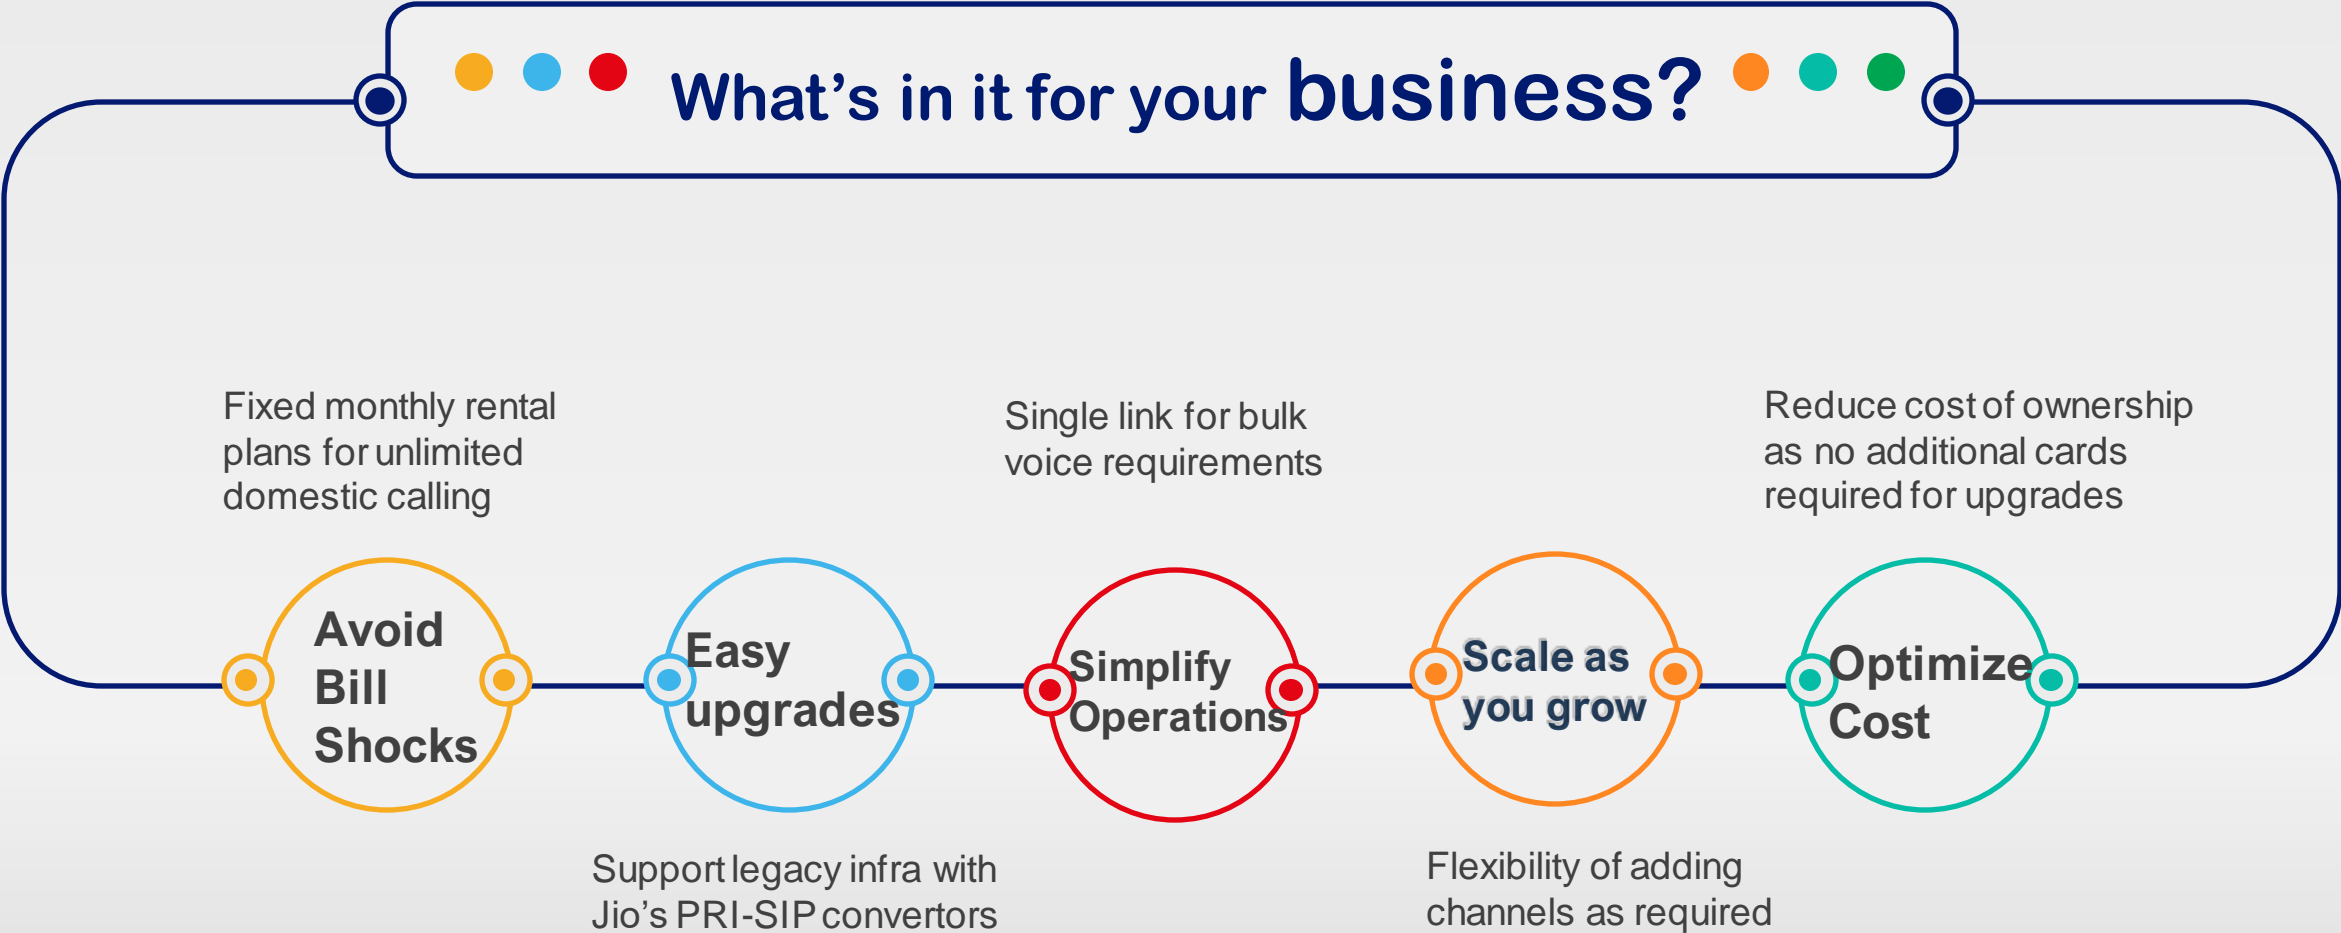 What's in it for your business?
Fixed monthly rental
plans for unlimited
domestic calling
Avoid
Bill
Shocks
Easy
upgrades
Support legacy infra with
Jio's PRI-SIP convertors
Single link for bulk
voice requirements
Simplify
Operations
Scale as
you grow
Flexibility of adding
channels as required
Reduce cost of ownership
as no additional cards
required for upgrades
Optimize
Cost